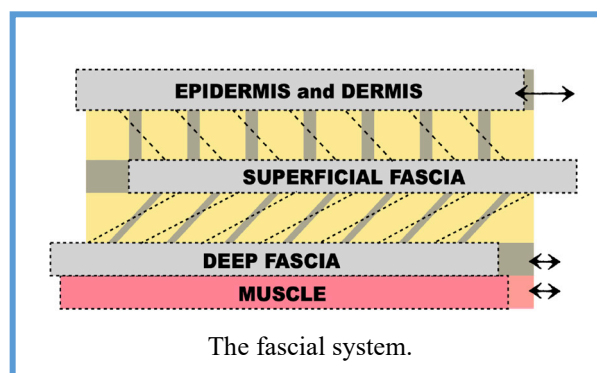 EPIDERMIS and DERMIS
SUPERFICIAL FASCIA
DEEP FASCIA
MUSCLE
The fascial system.